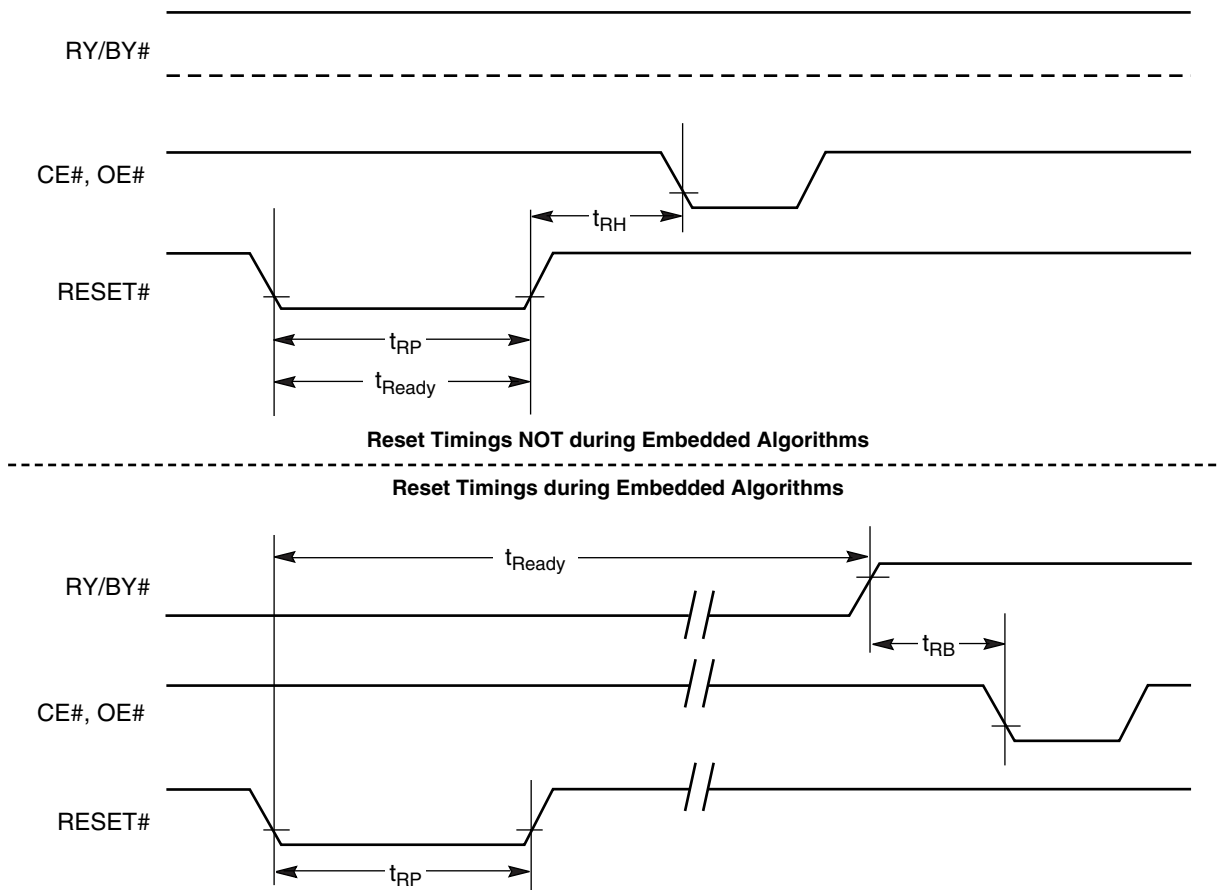 RY/BY#
CE#, OE#
tRH
RESET#
tRP
tReady
Reset Timings NOT during Embedded Algorithms
Reset Timings during Embedded Algorithms
tReady
RY/BY#
tRB
CE#, OE#
RESET#
tRP